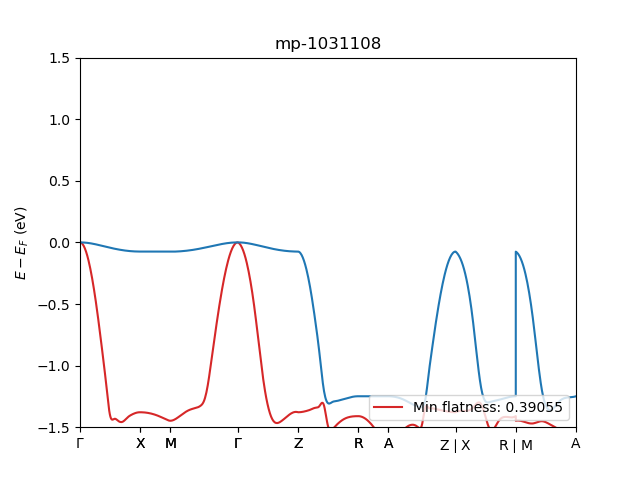 mp-1031108
E − E_F (eV)
1.5
1.0
0.5
0.0
−0.5
−1.0
−1.5
Min flatness: 0.39055
Γ X M Γ Z R A Z | X R | M A